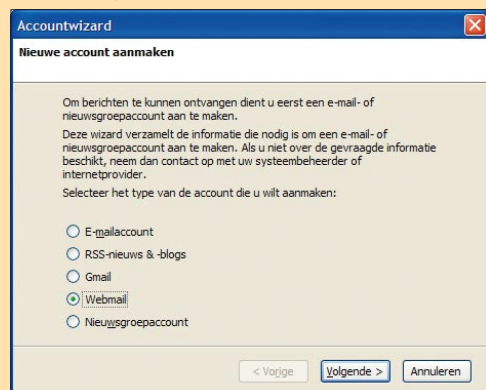 Accountwizard
Nieuwe account aanmaken
Om berichten te kunnen ontvangen dient u eerst een e-mail- of
nieuwsgroepaccount aan te maken.
Deze wizard verzamelt de informatie die nodig is om een e-mail- of
nieuwsgroepaccount aan te maken. Als u niet over de gevraagde informatie
beschikt, neem dan contact op met uw systeembeheerder of
internetprovider.
Selecteer het type van de account die u wilt aanmaken:
E-mailaccount
RSS-nieuws & -blogs
Gmail
Webmail
Nieuwsgroepaccount
< Vorige Volgende > Annuleren